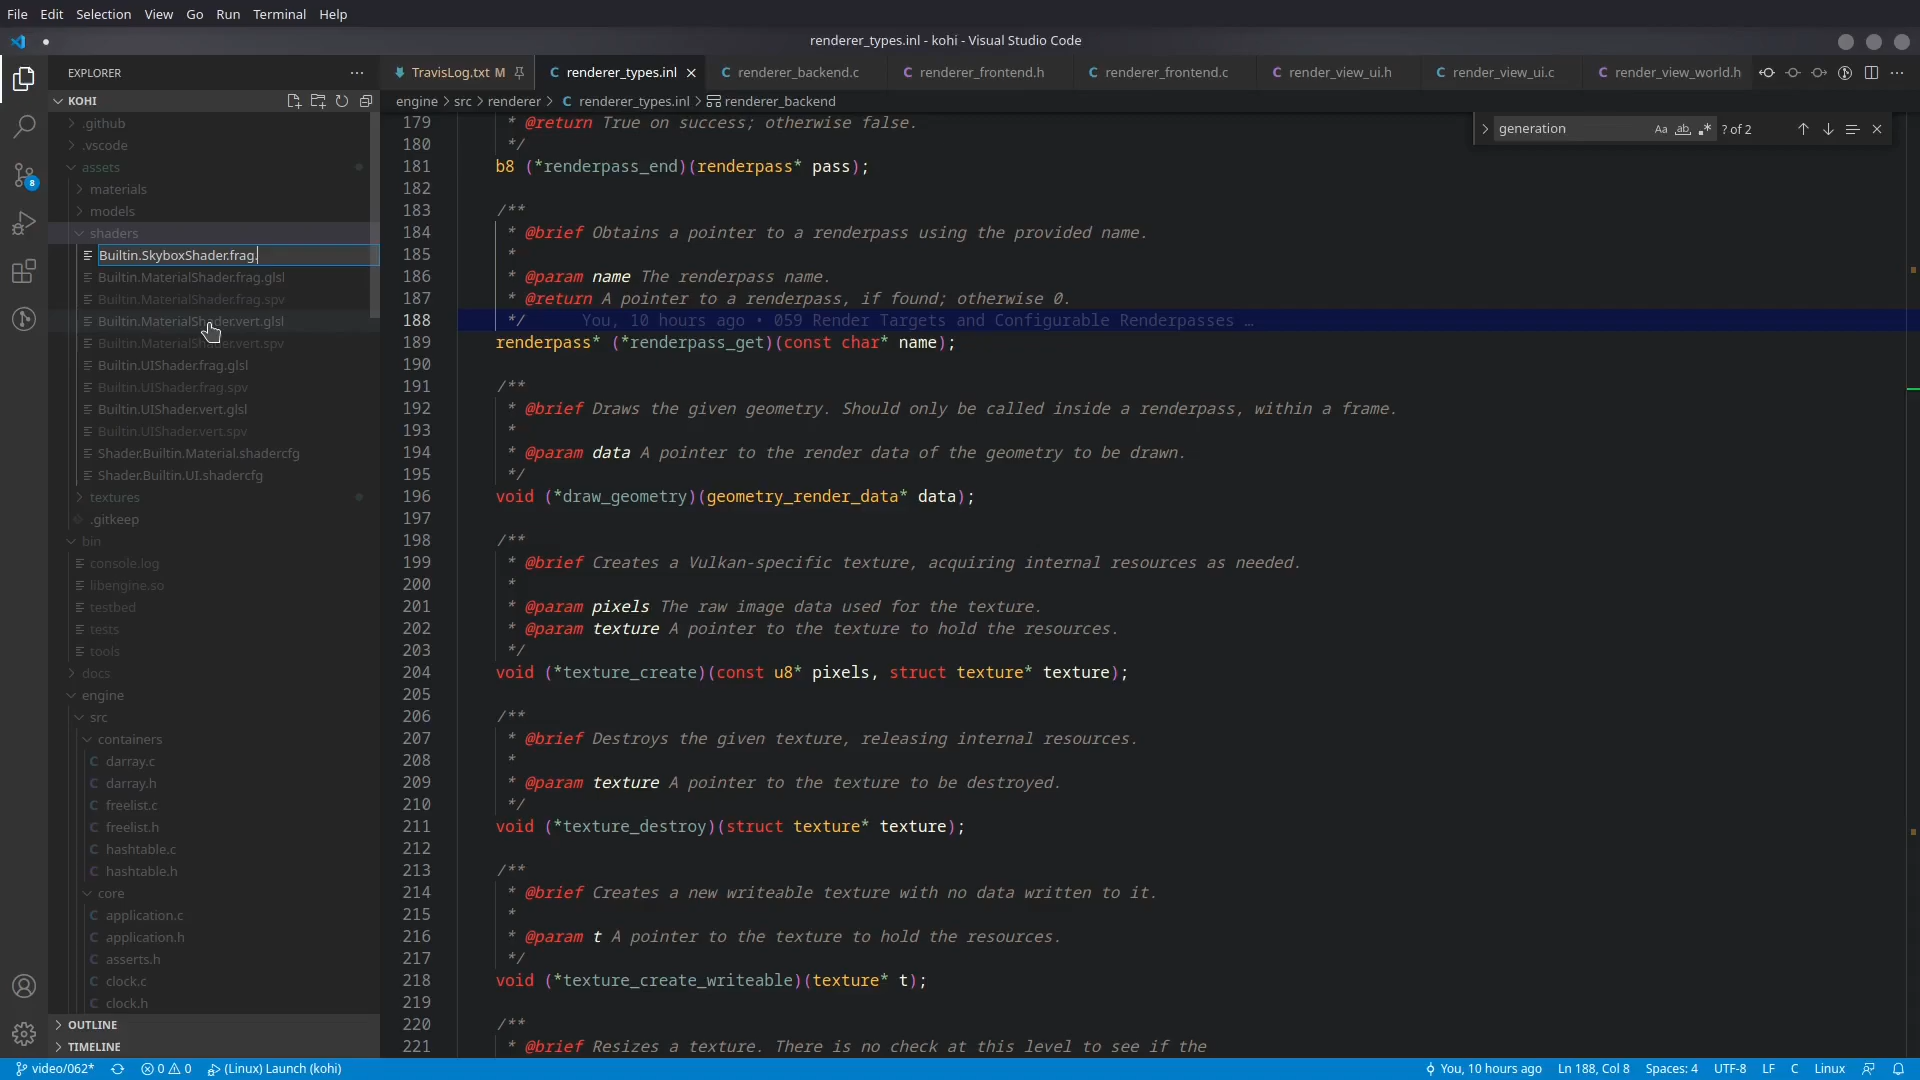 File Edit Selection View Go Run Terminal Help
renderer_types.inl - kohi - Visual Studio Code
EXPLORER
TravisLog.txt M
renderer_types.inl
renderer_backend.c
renderer_frontend.h
renderer_frontend.c
render_view_ui.h
render_view_ui.c
render_view_world.h
KOHI
engine > src > renderer > C renderer_types.inl > renderer_backend
generation
Aa ab .* ? of 2
.github
.vscode
assets
materials
models
shaders
Builtin.SkyboxShader.frag.
Builtin.MaterialShader.frag.glsl
Builtin.MaterialShader.frag.spv
Builtin.MaterialShader.vert.glsl
Builtin.MaterialShader.vert.spv
Builtin.UIShader.frag.glsl
Builtin.UIShader.frag.spv
Builtin.UIShader.vert.glsl
Builtin.UIShader.vert.spv
Shader.Builtin.Material.shadercfg
Shader.Builtin.UI.shadercfg
textures
.gitkeep
bin
console.log
libengine.so
testbed
tests
tools
docs
engine
src
containers
C darray.c
C darray.h
C freelist.c
C freelist.h
C hashtable.c
C hashtable.h
core
C application.c
C application.h
C asserts.h
C clock.c
C clock.h
OUTLINE
TIMELINE
179 * @return True on success; otherwise false.
180 */
181 b8 (*renderpass_end)(renderpass* pass);
182
183 /**
184 * @brief Obtains a pointer to a renderpass using the provided name.
185 *
186 * @param name The renderpass name.
187 * @return A pointer to a renderpass, if found; otherwise 0.
188 */ You, 10 hours ago • 059 Render Targets and Configurable Renderpasses …
189 renderpass* (*renderpass_get)(const char* name);
190
191 /**
192 * @brief Draws the given geometry. Should only be called inside a renderpass, within a frame.
193 *
194 * @param data A pointer to the render data of the geometry to be drawn.
195 */
196 void (*draw_geometry)(geometry_render_data* data);
197
198 /**
199 * @brief Creates a Vulkan-specific texture, acquiring internal resources as needed.
200 *
201 * @param pixels The raw image data used for the texture.
202 * @param texture A pointer to the texture to hold the resources.
203 */
204 void (*texture_create)(const u8* pixels, struct texture* texture);
205
206 /**
207 * @brief Destroys the given texture, releasing internal resources.
208 *
209 * @param texture A pointer to the texture to be destroyed.
210 */
211 void (*texture_destroy)(struct texture* texture);
212
213 /**
214 * @brief Creates a new writeable texture with no data written to it.
215 *
216 * @param t A pointer to the texture to hold the resources.
217 */
218 void (*texture_create_writeable)(texture* t);
219
220 /**
221 * @brief Resizes a texture. There is no check at this level to see if the
8
video/062* 0 0 (Linux) Launch (kohi) You, 10 hours ago Ln 188, Col 8 Spaces: 4 UTF-8 LF C Linux